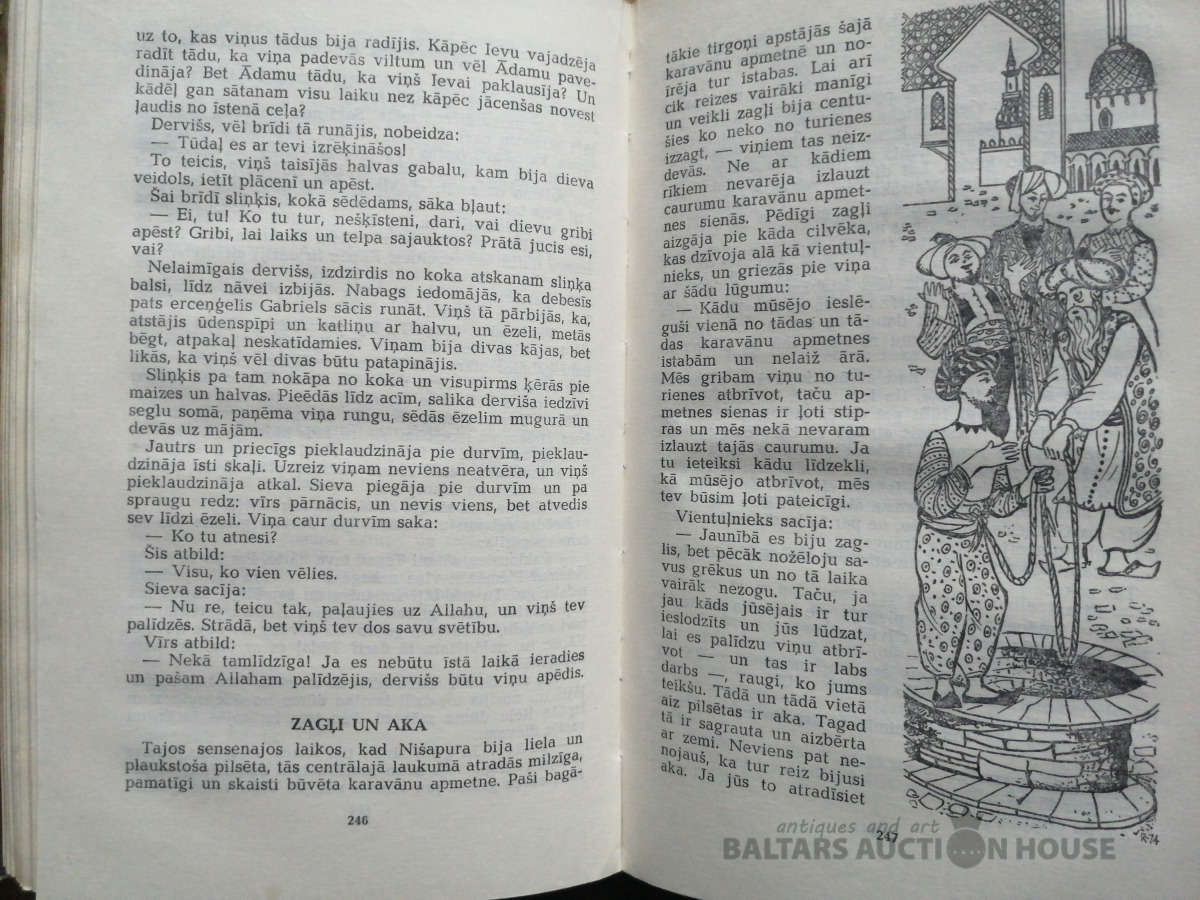 uz to, kas viņus tādus bija radījis. Kāpēc Ievu vajadzēja
radīt tādu, ka viņa padevās viltum un vēl Ādamu pave-
dināja? Bet Ādamu tādu, ka viņš Ievai paklausīja? Un
kādēļ gan sātanam visu laiku nez kāpēc jācenšas novest
ļaudis no īstenā ceļa?
Dervišs, vēl brīdi tā runājis, nobeidza:
— Tūdaļ es ar tevi izrēķināšos!
To teicis, viņš taisījās halvas gabalu, kam bija dieva
veidols, ietīt plācenī un apēst.
Šai brīdī sliņķis, kokā sēdēdams, sāka bļaut:
— Ei, tu! Ko tu tur, nešķīsteni, dari, vai dievu gribi
apēst? Gribi, lai laiks un telpa sajauktos? Prātā jucis esi,
vai?
Nelaimīgais dervišs, izdzirdis no koka atskanam sliņķa
balsi, līdz nāvei izbijās. Nabags iedomājās, ka debesīs
pats erceņģelis Gabriels sācis runāt. Viņš tā pārbijās, ka,
atstājis ūdenspīpi un katliņu ar halvu, un ēzeli, metās
bēgt, atpakaļ neskatīdamies. Viņam bija divas kājas, bet
likās, ka viņš vēl divas būtu patapinājis.
Sliņķis pa tam nokāpa no koka un visupirms ķērās pie
maizes un halvas. Pieēdās līdz acīm, salika derviša iedzīvi
seglu somā, paņēma viņa rungu, sēdās ēzelim mugurā un
devās uz mājām.
Jautrs un priecīgs pieklaudzināja pie durvīm, pieklau-
dzināja īsti skaļi. Uzreiz viņam neviens neatvēra, un viņš
pieklaudzināja atkal. Sieva piegāja pie durvīm un pa
spraugu redz: vīrs pārnācis, un nevis viens, bet atvedis
sev līdzi ēzeli. Viņa caur durvīm saka:
— Ko tu atnesi?
Šis atbild:
— Visu, ko vien vēlies.
Sieva sacīja:
— Nu re, teicu tak, paļaujies uz Allahu, un viņš tev
palīdzēs. Strādā, bet viņš tev dos savu svētību.
Vīrs atbild:
— Nekā tamlīdzīga! Ja es nebūtu īstā laikā ieradies
un pašam Allaham palīdzējis, dervišs būtu viņu apēdis.
ZAGĻI UN AKA
Tajos sensenajos laikos, kad Nišapura bija liela un
plaukstoša pilsēta, tās centrālajā laukumā atradās milzīga,
pamatīgi un skaisti būvēta karavānu apmetne. Paši bagā-
246
tākie tirgoņi apstājās šajā
karavānu apmetnē un no-
īrēja tur istabas. Lai arī
cik reizes vairāki manīgi
un veikli zagļi bija centu-
šies ko neko no turienes
izzagt, — viņiem tas neiz-
devās. Ne ar kādiem
rīkiem nevarēja izlauzt
caurumu karavānu apmet-
nes sienās. Pēdīgi zagļi
aizgāja pie kāda cilvēka,
kas dzīvoja alā kā vientuļ-
nieks, un griezās pie viņa
ar šādu lūgumu:
— Kādu mūsējo ieslē-
guši vienā no tādas un tā-
das karavānu apmetnes
istabām un nelaiž ārā.
Mēs gribam viņu no tu-
rienes atbrīvot, taču ap-
metnes sienas ir ļoti stip-
ras un mēs nekā nevaram
izlauzt tajās caurumu. Ja
tu ieteiksi kādu līdzekli,
kā mūsējo atbrīvot, mēs
tev būsim ļoti pateicīgi.
Vientuļnieks sacīja:
— Jaunībā es biju zag-
lis, bet pēcāk nožēloju sa-
vus grēkus un no tā laika
vairāk nezogu. Taču, ja
jau kāds jūsējais ir tur
ieslodzīts un jūs lūdzat,
lai es palīdzu viņu atbrī-
vot — un tas ir labs
darbs —, raugi, ko jums
teikšu. Tādā un tādā vietā
aiz pilsētas ir aka. Tagad
tā ir sagrauta un aizbērta
ar zemi. Neviens pat ne-
nojauš, ka tur reiz bijusi
aka. Ja jūs to atradīsiet
R-74
247
antiques and art
BALTARS AUCTION HOUSE